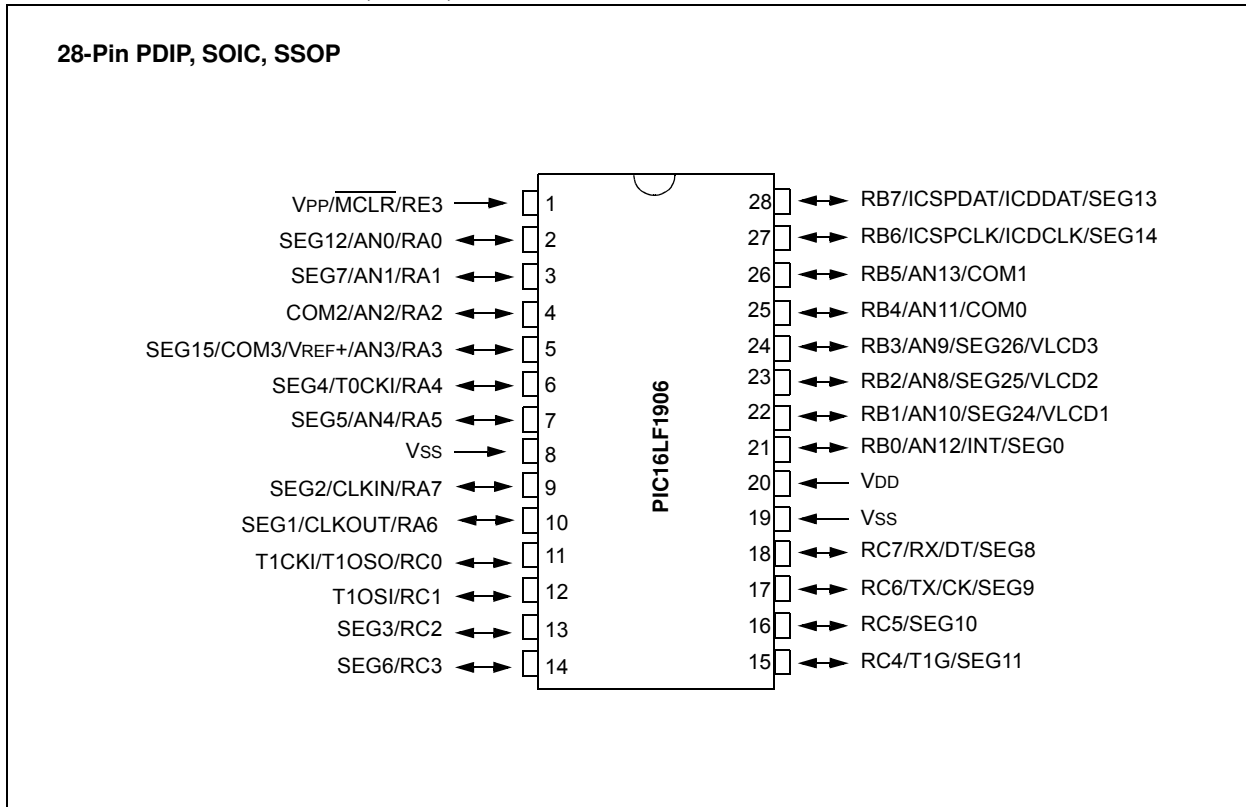 28-Pin PDIP, SOIC, SSOP
VPP/MCLR/RE3 1
SEG12/AN0/RA0 2
SEG7/AN1/RA1 3
COM2/AN2/RA2 4
SEG15/COM3/VREF+/AN3/RA3 5
SEG4/T0CKI/RA4 6
SEG5/AN4/RA5 7
VSS 8
SEG2/CLKIN/RA7 9
SEG1/CLKOUT/RA6 10
T1CKI/T1OSO/RC0 11
T1OSI/RC1 12
SEG3/RC2 13
SEG6/RC3 14
PIC16LF1906
28 RB7/ICSPDAT/ICDDAT/SEG13
27 RB6/ICSPCLK/ICDCLK/SEG14
26 RB5/AN13/COM1
25 RB4/AN11/COM0
24 RB3/AN9/SEG26/VLCD3
23 RB2/AN8/SEG25/VLCD2
22 RB1/AN10/SEG24/VLCD1
21 RB0/AN12/INT/SEG0
20 VDD
19 VSS
18 RC7/RX/DT/SEG8
17 RC6/TX/CK/SEG9
16 RC5/SEG10
15 RC4/T1G/SEG11